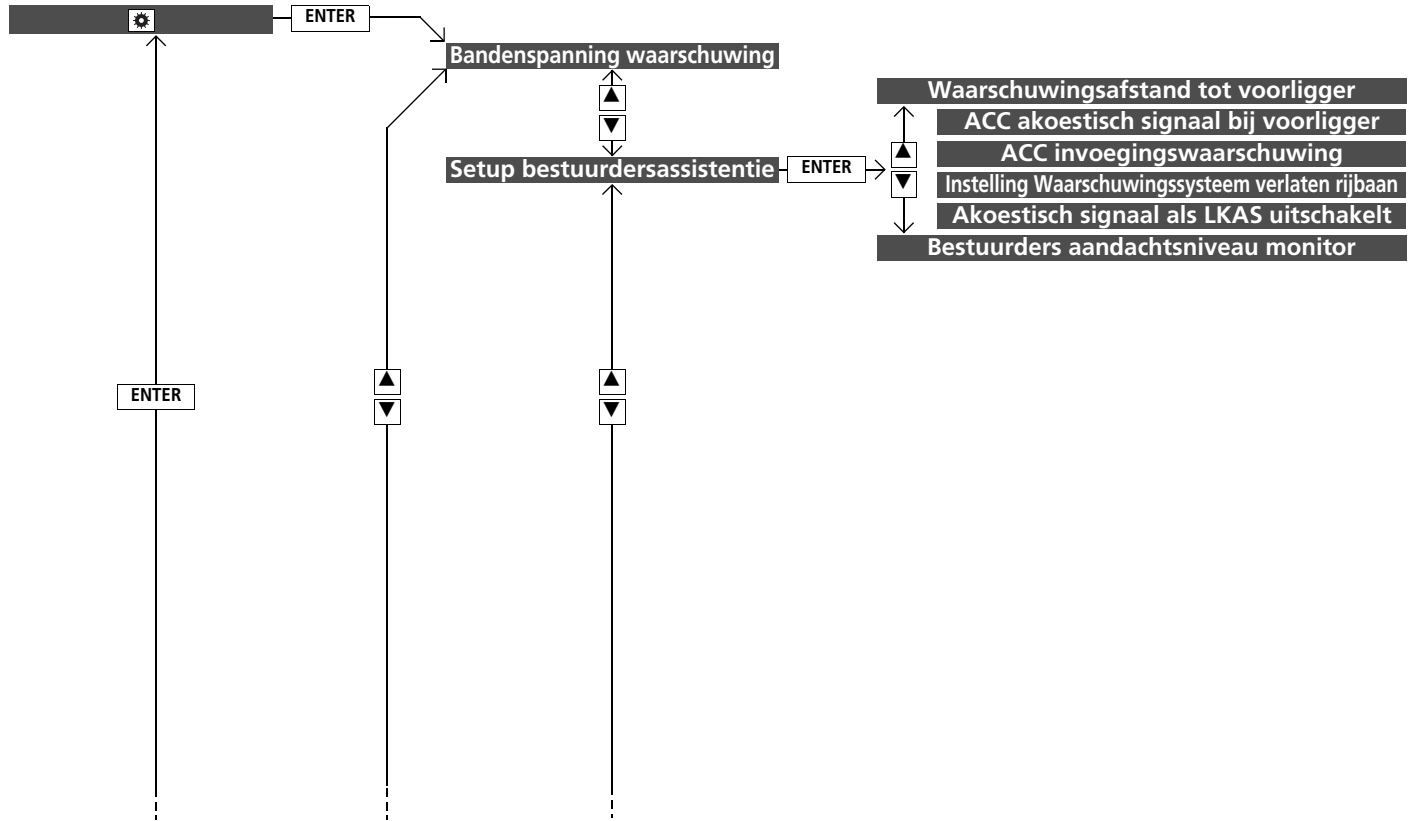 ENTER
Bandenspanning waarschuwing
Waarschuwingsafstand tot voorligger
ACC akoestisch signaal bij voorligger
ACC invoegingswaarschuwing
Setup bestuurdersassistentie
ENTER
Instelling Waarschuwingssysteem verlaten rijbaan
Akoestisch signaal als LKAS uitschakelt
Bestuurders aandachtsniveau monitor
ENTER